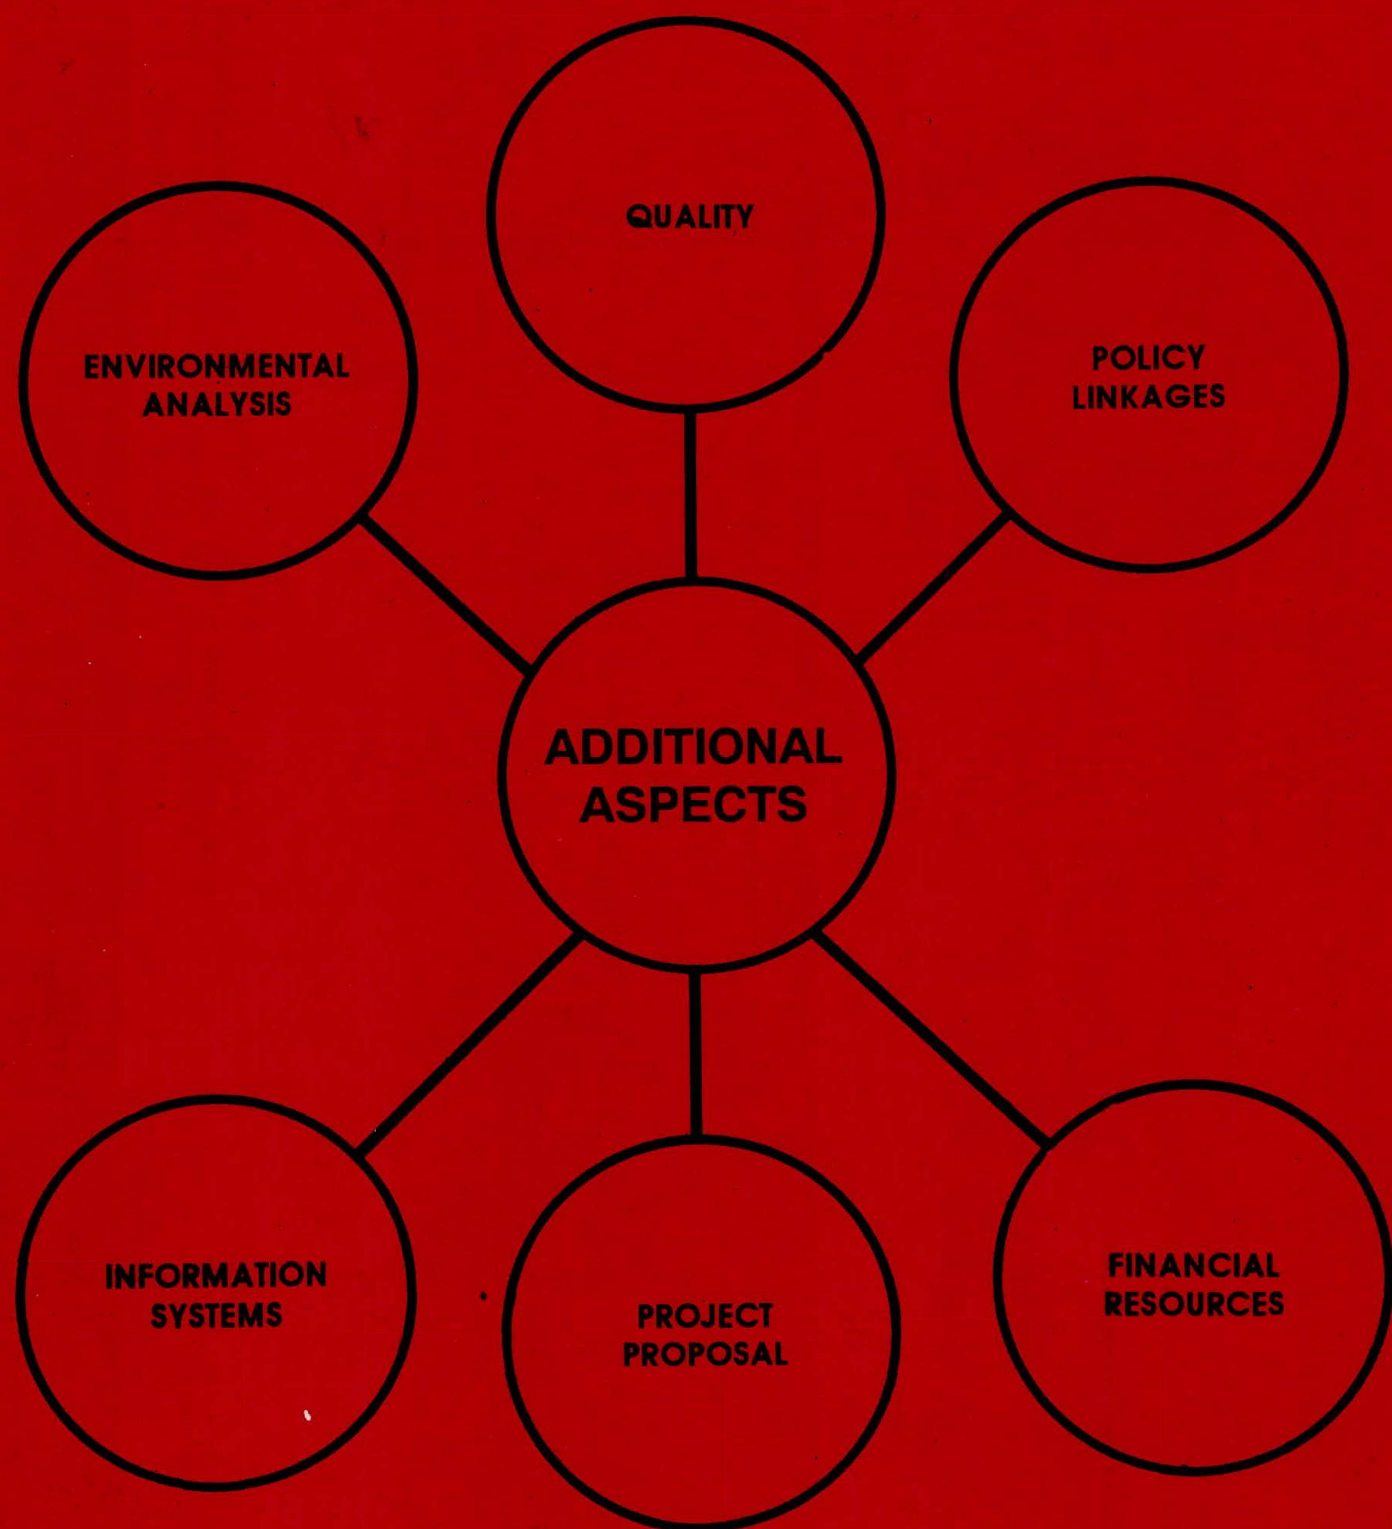 QUALITY
ENVIRONMENTAL
ANALYSIS
POLICY
LINKAGES
ADDITIONAL
ASPECTS
INFORMATION
SYSTEMS
PROJECT
PROPOSAL
FINANCIAL
RESOURCES